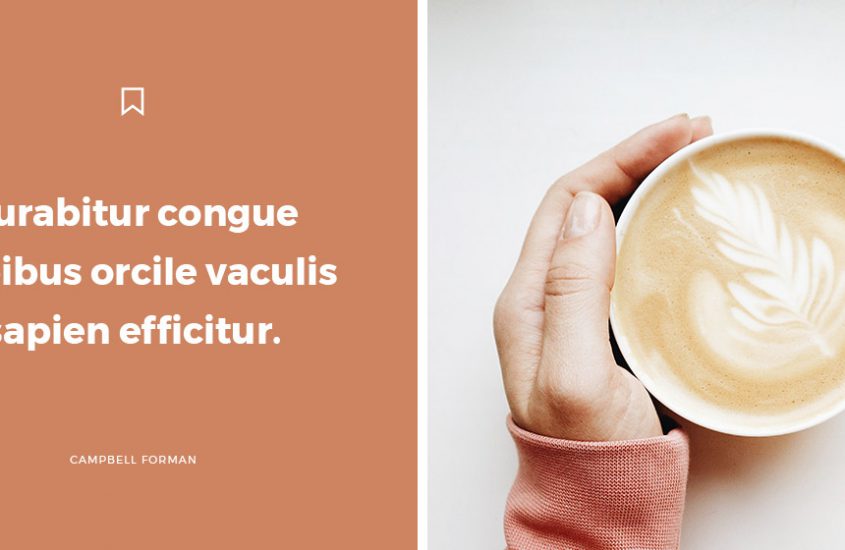 urabitur congue
ibus orcile vaculis
sapien efficitur.
CAMPBELL FORMAN